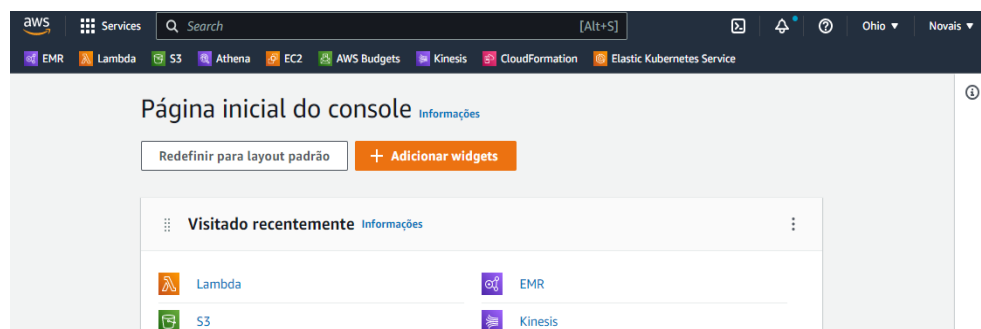 aws Services Search [Alt+S] Ohio ▼ Novais ▼
EMR Lambda S3 Athena EC2 AWS Budgets Kinesis CloudFormation Elastic Kubernetes Service
Página inicial do console Informações
Redefinir para layout padrão + Adicionar widgets
Visitado recentemente Informações
Lambda EMR
S3 Kinesis